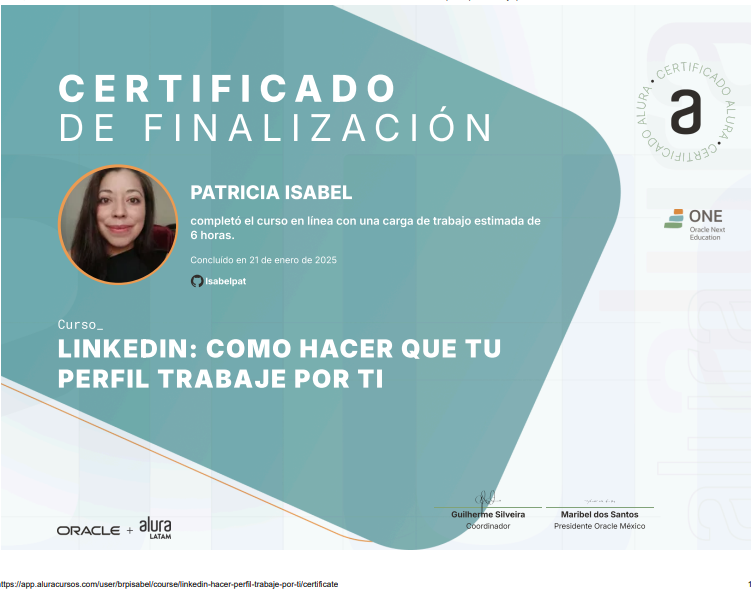 CERTIFICADO
DE FINALIZACIÓN
CERTIFICADO ALURA • CERTIFICADO ALURA •
a
PATRICIA ISABEL
completó el curso en línea con una carga de trabajo estimada de
6 horas.
Concluído en 21 de enero de 2025
Isabelpat
ONE
Oracle Next
Education
Curso_
LINKEDIN: COMO HACER QUE TU
PERFIL TRABAJE POR TI
Guilherme Silveira
Coordinador
Maribel dos Santos
Presidente Oracle México
ORACLE + alura
LATAM
ttps://app.aluracursos.com/user/brpisabel/course/linkedin-hacer-perfil-trabaje-por-ti/certificate
1